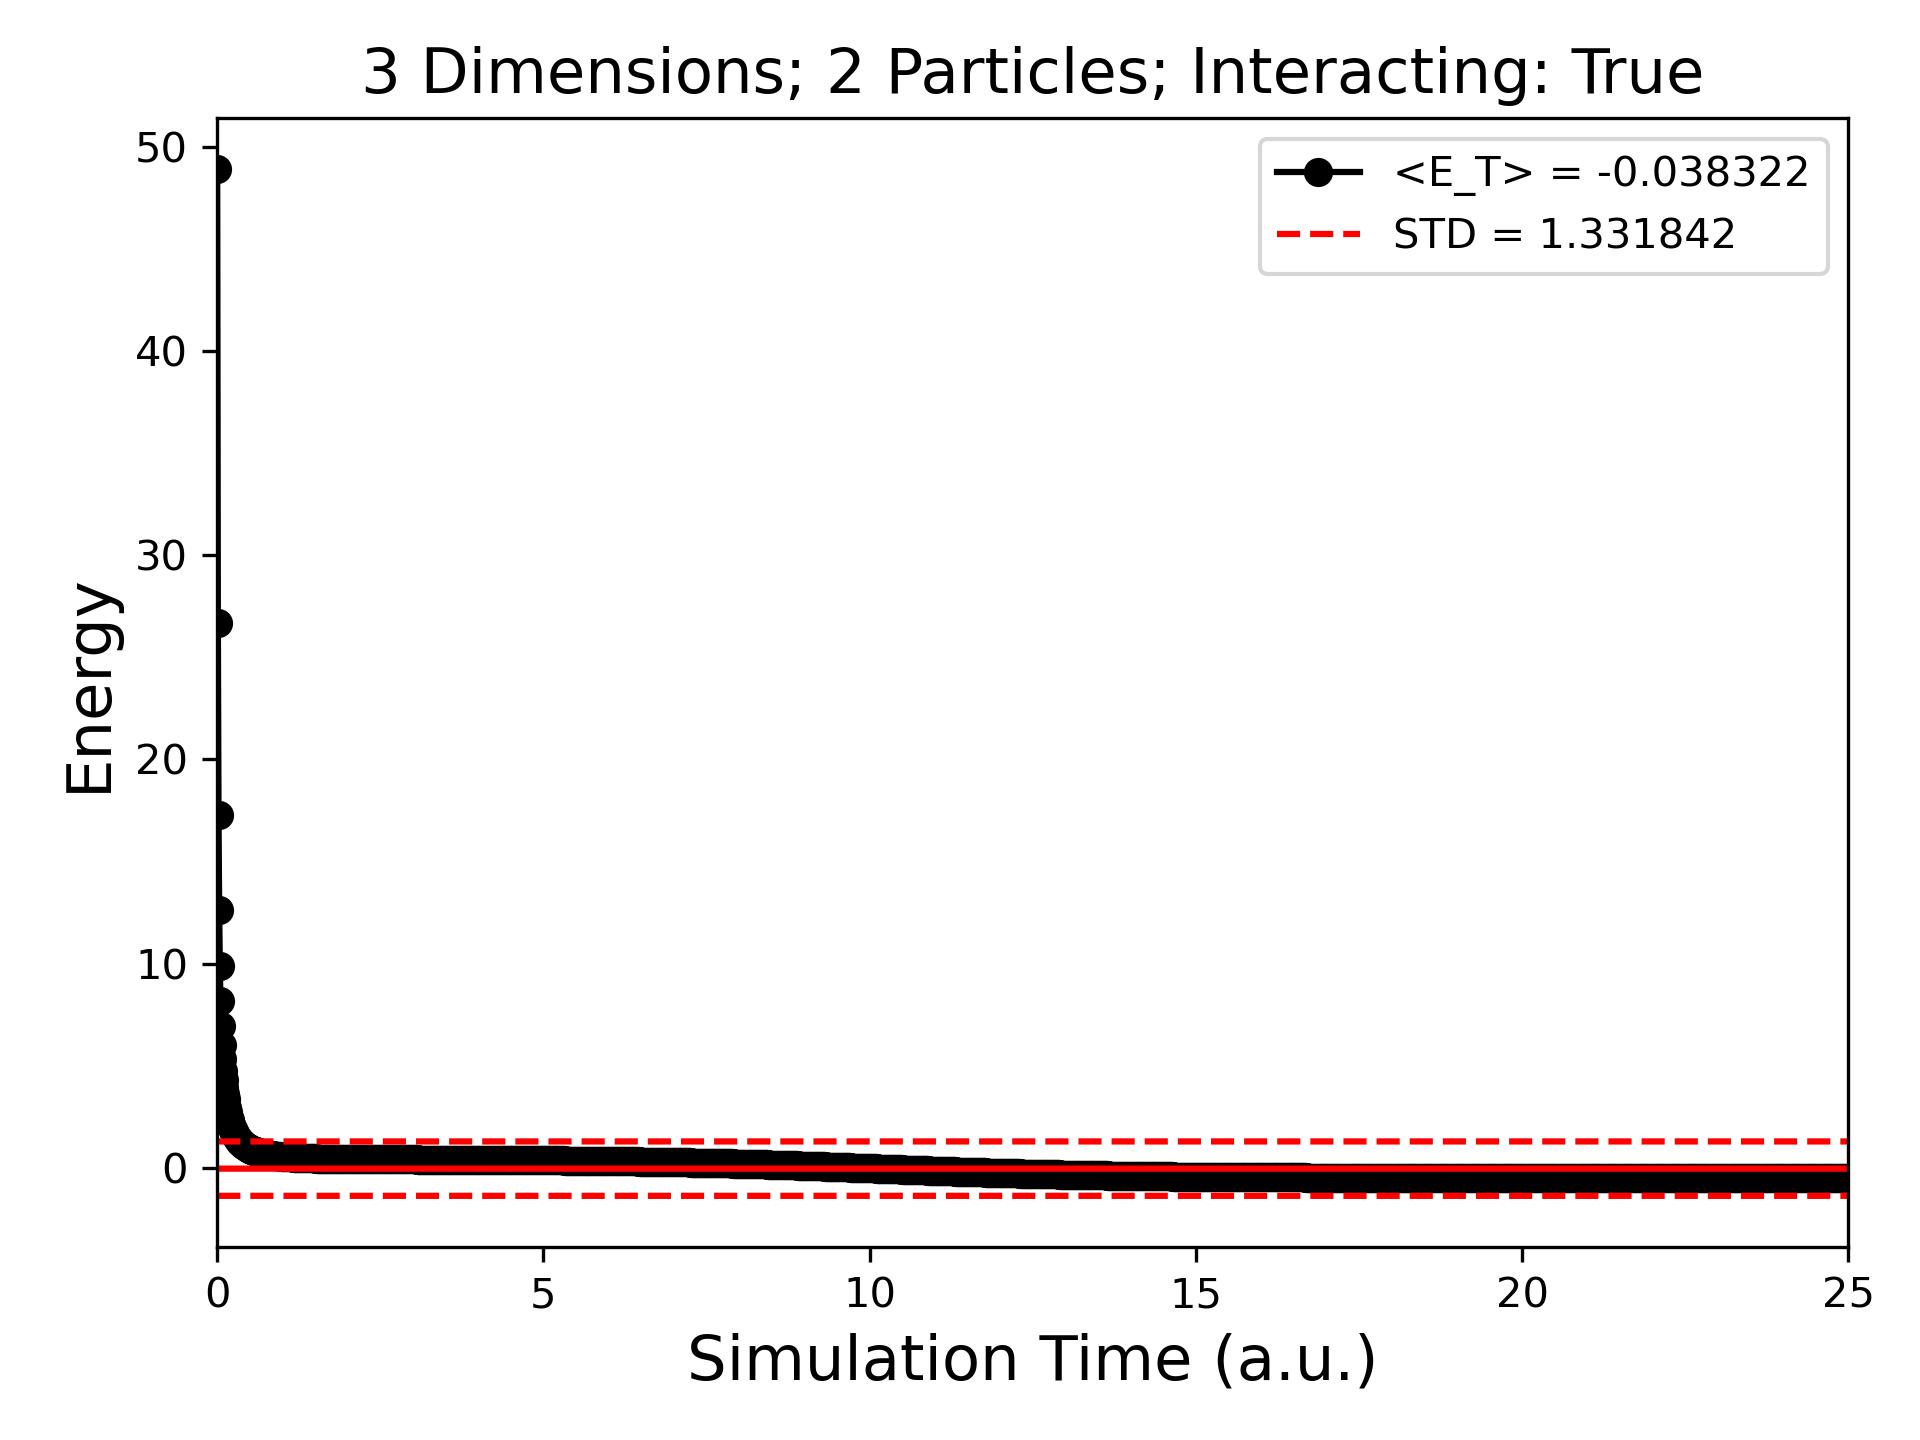 3 Dimensions; 2 Particles; Interacting: True
<E_T> = -0.038322
STD = 1.331842
Energy
50
40
30
20
10
0
0 5 10 15 20 25
Simulation Time (a.u.)